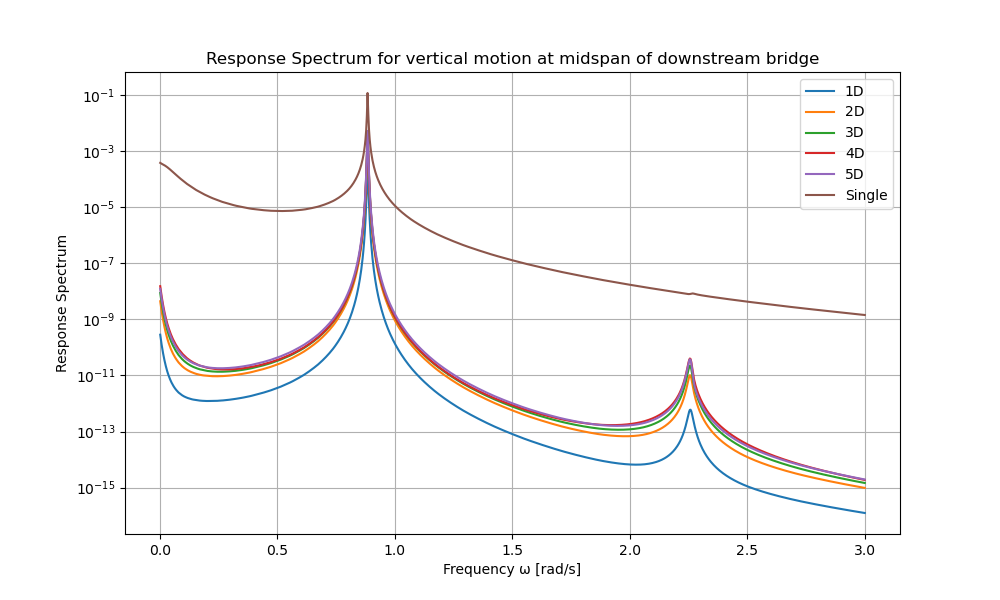 Response Spectrum for vertical motion at midspan of downstream bridge
10⁻¹
10⁻³
10⁻⁵
10⁻⁷
10⁻⁹
10⁻¹¹
10⁻¹³
10⁻¹⁵
Response Spectrum
1D
2D
3D
4D
5D
Single
0.0 0.5 1.0 1.5 2.0 2.5 3.0
Frequency ω [rad/s]